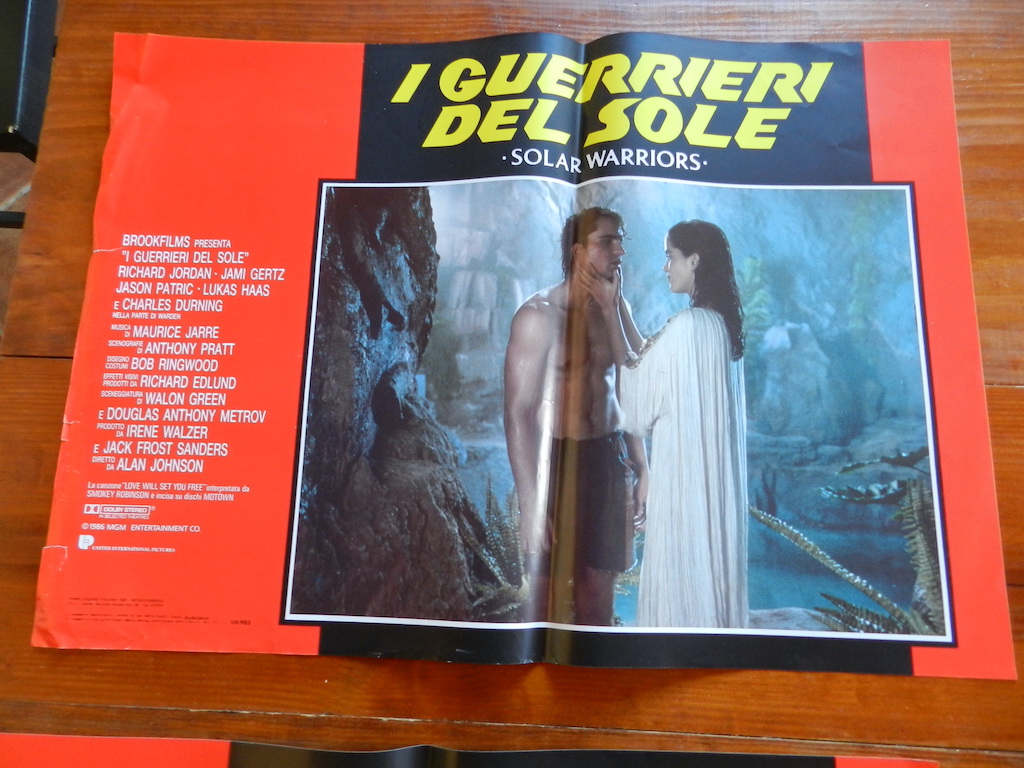 I GUERRIERI
DEL SOLE
· SOLAR WARRIORS ·
BROOKFILMS PRESENTA
"I GUERRIERI DEL SOLE"
RICHARD JORDAN · JAMI GERTZ
JASON PATRIC · LUKAS HAAS
E CHARLES DURNING
NELLA PARTE DI WARDEN
MUSICA DI MAURICE JARRE
SCENOGRAFIE DI ANTHONY PRATT
DISEGNO COSTUMI BOB RINGWOOD
EFFETTI VISIVI PRODOTTI DA RICHARD EDLUND
SCENEGGIATURA DI WALON GREEN
E DOUGLAS ANTHONY METROV
PRODOTTO DA IRENE WALZER
E JACK FROST SANDERS
DIRETTO DA ALAN JOHNSON
La canzone "LOVE WILL SET YOU FREE" interpretata da
SMOKEY ROBINSON e incisa su dischi MOTOWN
DOLBY STEREO
IN SELECTED THEATRES
©1986 MGM ENTERTAINMENT CO.
UNITED INTERNATIONAL PICTURES